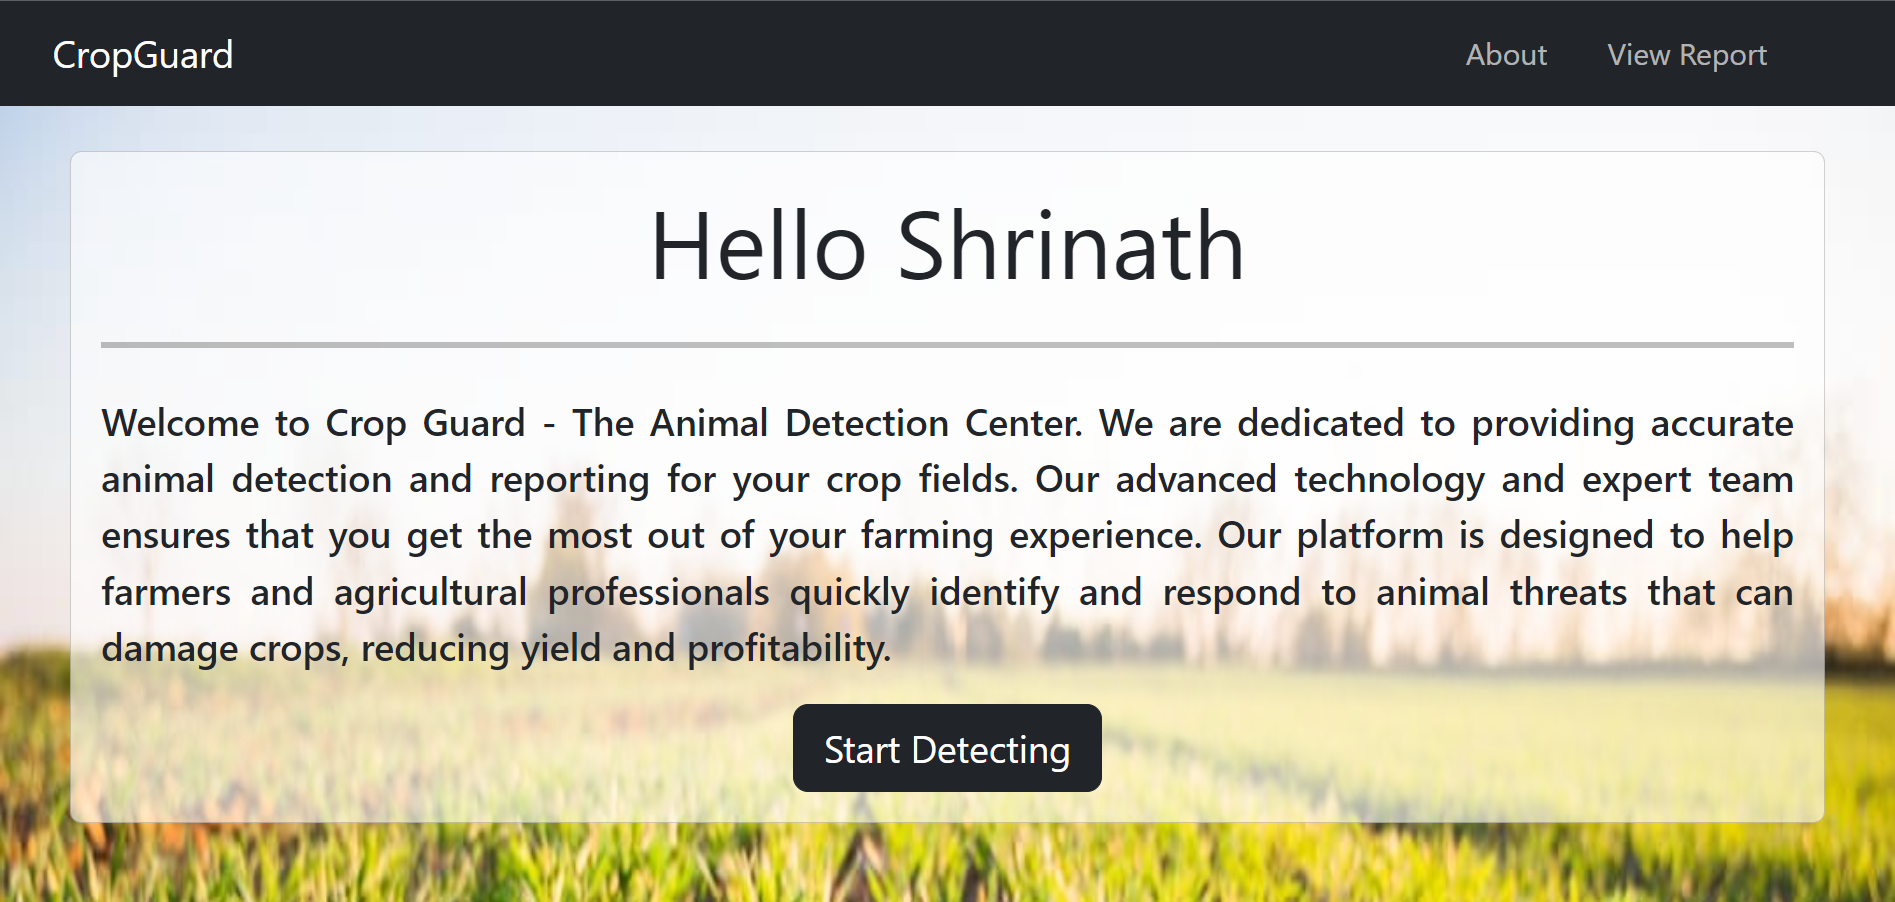 CropGuard
About
View Report
Hello Shrinath
Welcome to Crop Guard - The Animal Detection Center. We are dedicated to providing accurate
animal detection and reporting for your crop fields. Our advanced technology and expert team
ensures that you get the most out of your farming experience. Our platform is designed to help
farmers and agricultural professionals quickly identify and respond to animal threats that can
damage crops, reducing yield and profitability.
Start Detecting